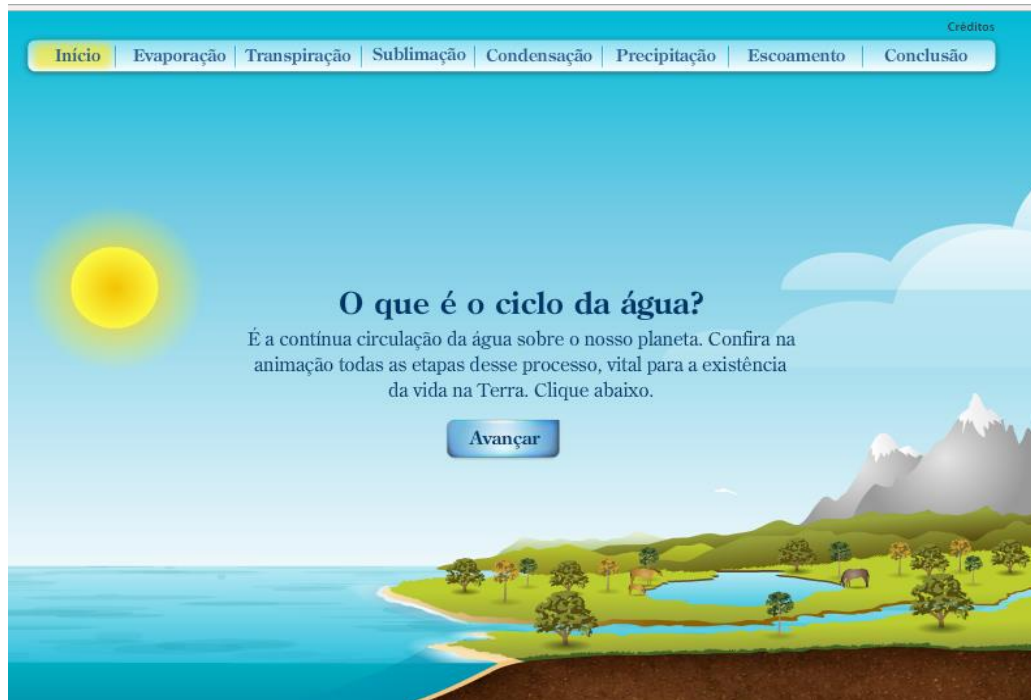 Créditos
Início Evaporação Transpiração Sublimação Condensação Precipitação Escoamento Conclusão
O que é o ciclo da água?
É a contínua circulação da água sobre o nosso planeta. Confira na
animação todas as etapas desse processo, vital para a existência
da vida na Terra. Clique abaixo.
Avançar